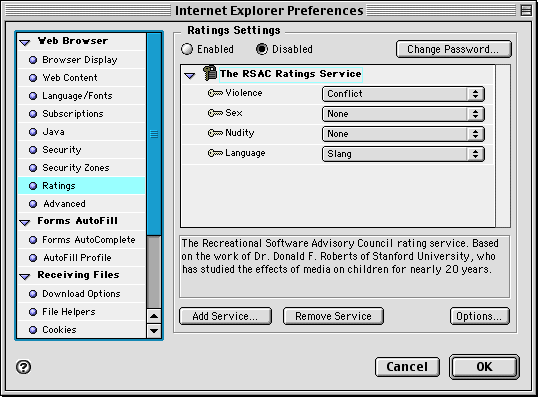 Internet Explorer Preferences
Web Browser
Browser Display
Web Content
Language/Fonts
Subscriptions
Java
Security
Security Zones
Ratings
Advanced
Forms AutoFill
Forms AutoComplete
AutoFill Profile
Receiving Files
Download Options
File Helpers
Cookies
Ratings Settings
Enabled Disabled Change Password...
The RSAC Ratings Service
Violence Conflict
Sex None
Nudity None
Language Slang
The Recreational Software Advisory Council rating service. Based
on the work of Dr. Donald F. Roberts of Stanford University, who
has studied the effects of media on children for nearly 20 years.
Add Service... Remove Service Options...
? Cancel OK